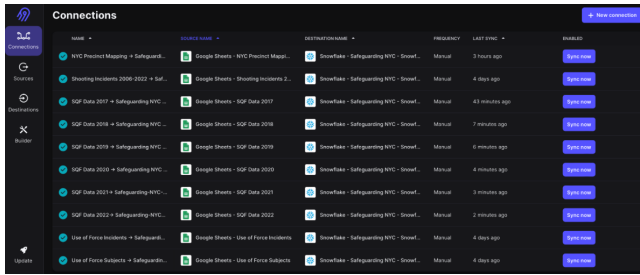 Connections
+ New connection
NAME SOURCE NAME DESTINATION NAME FREQUENCY LAST SYNC ENABLED
NYC Precinct Mapping → Safeguardi... Google Sheets - NYC Precinct Mappi... Snowflake - Safeguarding NYC - Snowf... Manual 3 hours ago Sync now
Shooting Incidents 2006-2022 → Saf... Google Sheets - Shooting Incidents 2... Snowflake - Safeguarding NYC - Snowf... Manual 4 days ago Sync now
SQF Data 2017 → Safeguarding NYC ... Google Sheets - SQF Data 2017 Snowflake - Safeguarding NYC - Snowf... Manual 43 minutes ago Sync now
SQF Data 2018 → Safeguarding NYC ... Google Sheets - SQF Data 2018 Snowflake - Safeguarding NYC - Snowf... Manual 7 minutes ago Sync now
SQF Data 2019 → Safeguarding NYC ... Google Sheets - SQF Data 2019 Snowflake - Safeguarding NYC - Snowf... Manual 6 minutes ago Sync now
SQF Data 2020 → Safeguarding NYC ... Google Sheets - SQF Data 2020 Snowflake - Safeguarding NYC - Snowf... Manual 4 minutes ago Sync now
SQF Data 2021→ Safeguarding-NYC-... Google Sheets - SQF Data 2021 Snowflake - Safeguarding NYC - Snowf... Manual 3 minutes ago Sync now
SQF Data 2022→ Safeguarding-NYC... Google Sheets - SQF Data 2022 Snowflake - Safeguarding NYC - Snowf... Manual 2 minutes ago Sync now
Use of Force Incidents → Safeguardi... Google Sheets - Use of Force Incidents Snowflake - Safeguarding NYC - Snowf... Manual 4 days ago Sync now
Use of Force Subjects → Safeguardin... Google Sheets - Use of Force Subjects Snowflake - Safeguarding NYC - Snowf... Manual 4 days ago Sync now
Connections
Sources
Destinations
Builder
Update